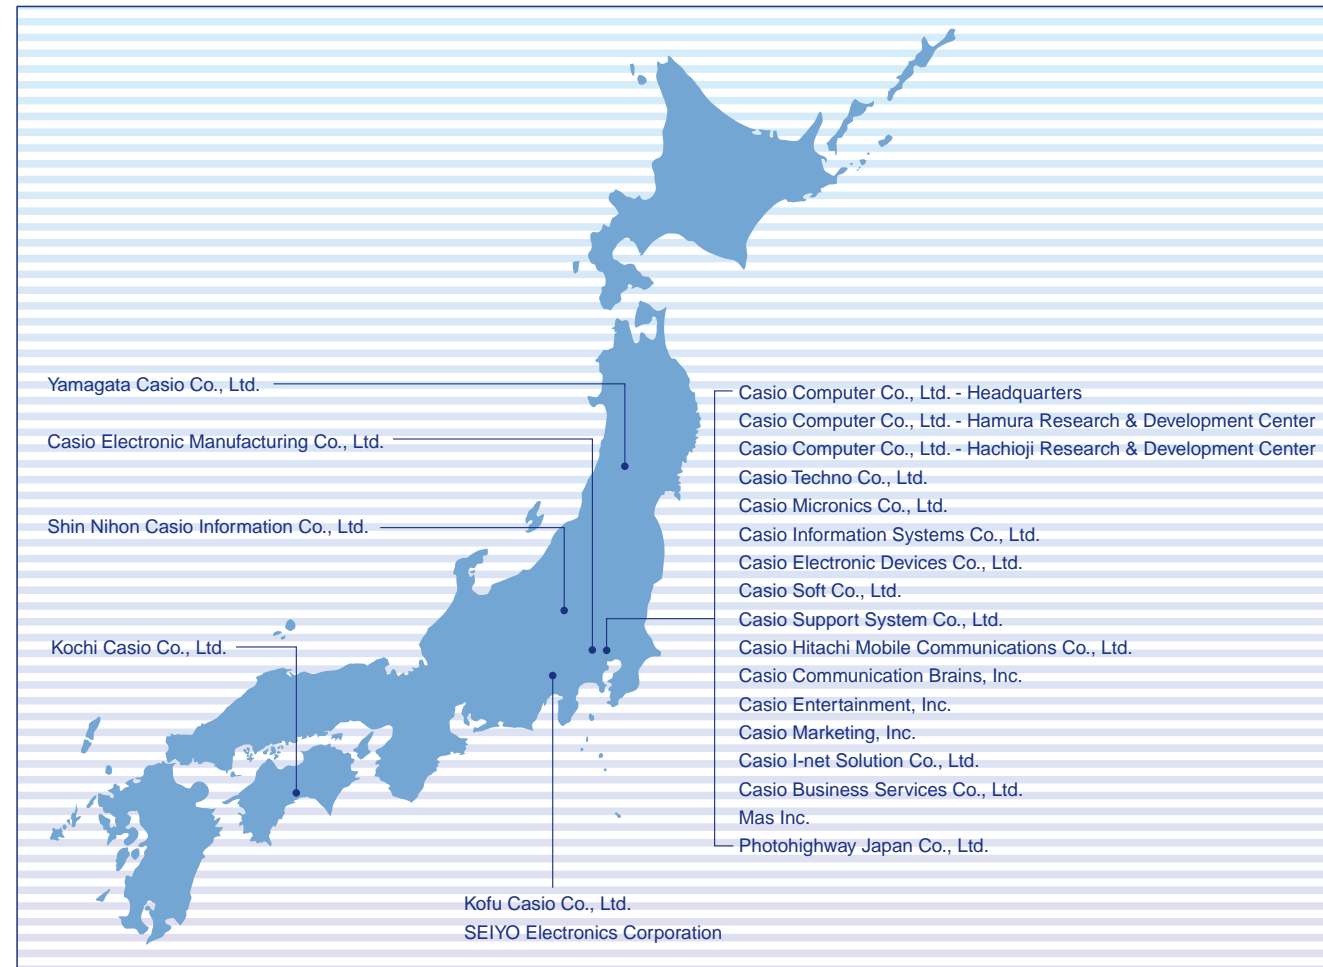 Yamagata Casio Co., Ltd.
Casio Electronic Manufacturing Co., Ltd.
Shin Nihon Casio Information Co., Ltd.
Kochi Casio Co., Ltd.
Casio Computer Co., Ltd. - Headquarters
Casio Computer Co., Ltd. - Hamura Research & Development Center
Casio Computer Co., Ltd. - Hachioji Research & Development Center
Casio Techno Co., Ltd.
Casio Micronics Co., Ltd.
Casio Information Systems Co., Ltd.
Casio Electronic Devices Co., Ltd.
Casio Soft Co., Ltd.
Casio Support System Co., Ltd.
Casio Hitachi Mobile Communications Co., Ltd.
Casio Communication Brains, Inc.
Casio Entertainment, Inc.
Casio Marketing, Inc.
Casio I-net Solution Co., Ltd.
Casio Business Services Co., Ltd.
Mas Inc.
Photohighway Japan Co., Ltd.
Kofu Casio Co., Ltd.
SEIYO Electronics Corporation